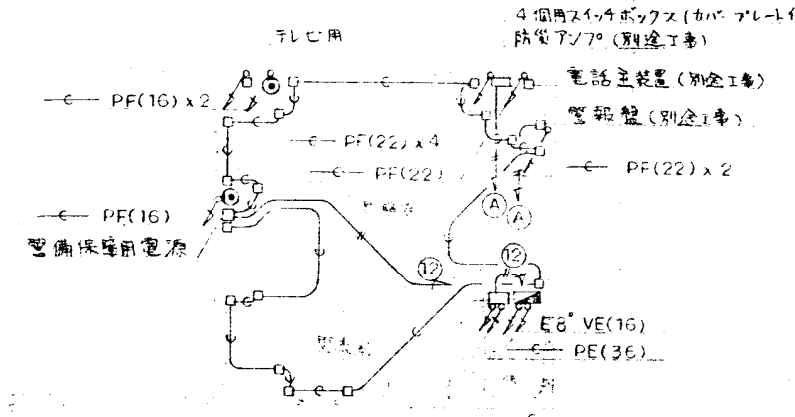 4個用スイッチボックス(カバープレート付
テレビ用
防災アンプ(別途工事)
電話主装置(別途工事)
PF(16)x2
警報盤(別途工事)
PF(22)x4
PF(22)
PF(22)x2
A
A
PF(16)
警備保障用電源
12
12
E8° VE(16)
PE(36)